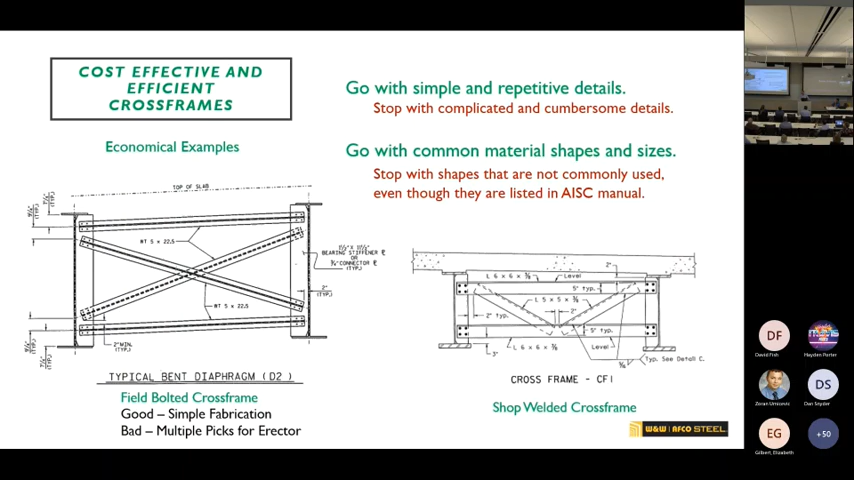 COST EFFECTIVE AND
EFFICIENT
CROSSFRAMES
Economical Examples
Go with simple and repetitive details.
Stop with complicated and cumbersome details.
Go with common material shapes and sizes.
Stop with shapes that are not commonly used,
even though they are listed in AISC manual.
TOP OF SLAB
WT 5 x 22.5
WT 5 x 22.5
BEARING STIFFENER ℄
OR
CONNECTOR ℄
(TYP.)
2"
(TYP.)
2" MIN.
(TYP.)
TYPICAL BENT DIAPHRAGM (D2)
Field Bolted Crossframe
Good – Simple Fabrication
Bad – Multiple Picks for Erector
L 6 x 6 x ⅜
Level
2"
5" typ.
L 5 x 5 x ⅜
2" typ.
2"
5" typ.
3"
L 6 x 6 x ⅜
Level
Typ. See Detail C.
CROSS FRAME - CF1
Shop Welded Crossframe
W&W | AFCO STEEL
DF
David Fish
Hayden Porter
DS
Dan Snyder
EG
Gilbert, Elizabeth
+50